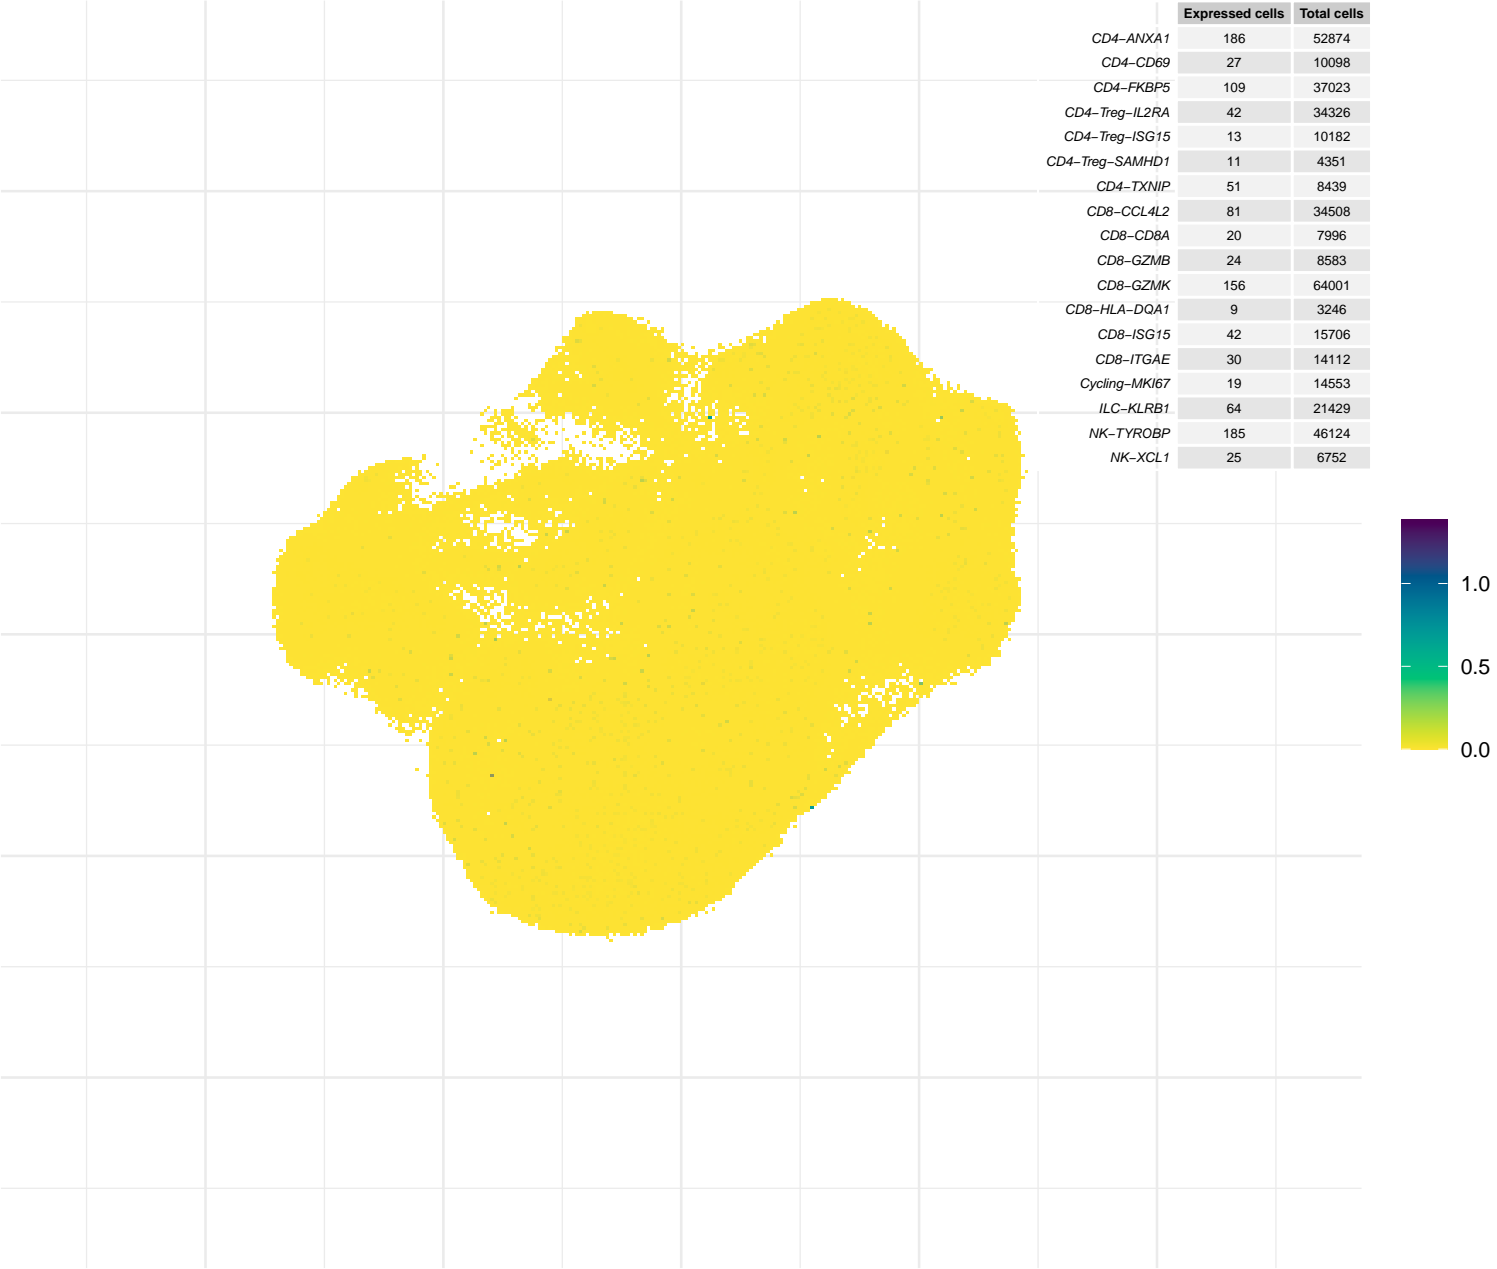 Expressed cells Total cells
CD4−ANXA1 186 52874
CD4−CD69 27 10098
CD4−FKBP5 109 37023
CD4−Treg−IL2RA 42 34326
CD4−Treg−ISG15 13 10182
CD4−Treg−SAMHD1 11 4351
CD4−TXNIP 51 8439
CD8−CCL4L2 81 34508
CD8−CD8A 20 7996
CD8−GZMB 24 8583
CD8−GZMK 156 64001
CD8−HLA−DQA1 9 3246
CD8−ISG15 42 15706
CD8−ITGAE 30 14112
Cycling−MKI67 19 14553
ILC−KLRB1 64 21429
NK−TYROBP 185 46124
NK−XCL1 25 6752
1.0
0.5
0.0